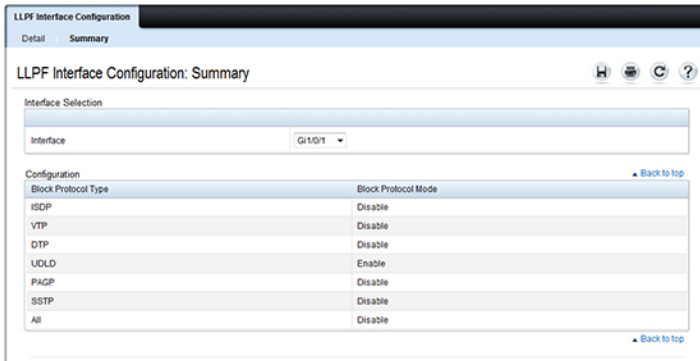 LLPF Interface Configuration
Detail Summary
LLPF Interface Configuration: Summary
Interface Selection
Interface Gi1/0/1
Configuration
Back to top
Block Protocol Type Block Protocol Mode
ISDP Disable
VTP Disable
DTP Disable
UDLD Enable
PAGP Disable
SSTP Disable
All Disable
Back to top